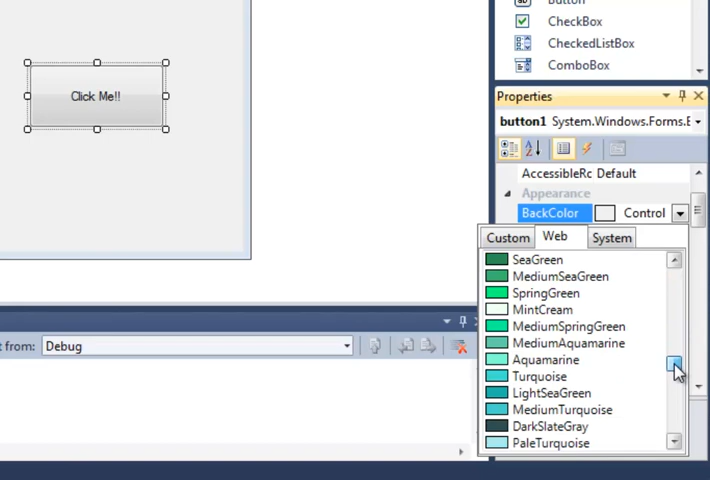 Button
CheckBox
CheckedListBox
ComboBox
Click Me!!
Properties
button1 System.Windows.Forms.E
AccessibleRc Default
Appearance
BackColor Control
Custom Web System
SeaGreen
MediumSeaGreen
SpringGreen
MintCream
MediumSpringGreen
MediumAquamarine
Aquamarine
Turquoise
LightSeaGreen
MediumTurquoise
DarkSlateGray
PaleTurquoise
t from: Debug